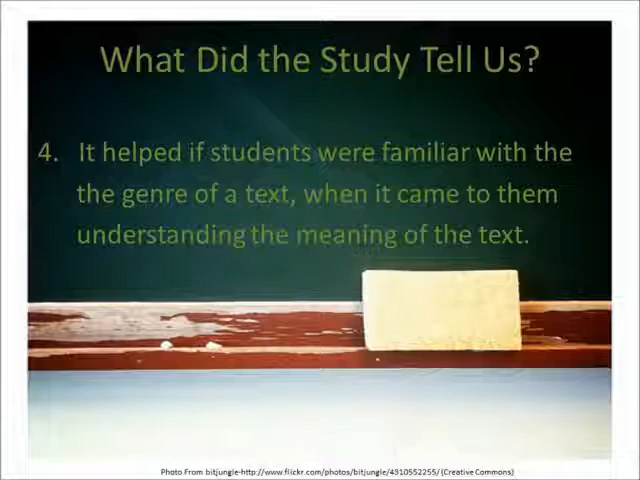 What Did the Study Tell Us?
4. It helped if students were familiar with the
the genre of a text, when it came to them
understanding the meaning of the text.
Photo From bitjungle-http://www.flickr.com/photos/bitjungle/4310552255/ (Creative Commons)